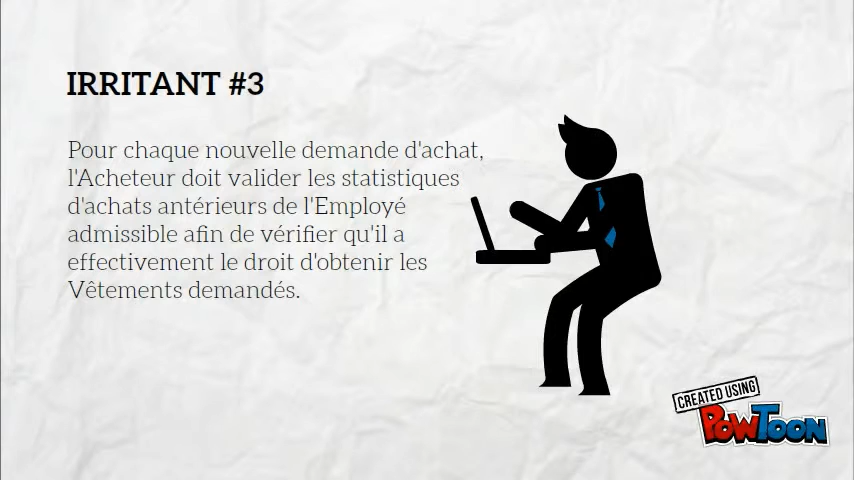 IRRITANT #3
Pour chaque nouvelle demande d'achat,
l'Acheteur doit valider les statistiques
d'achats antérieurs de l'Employé
admissible afin de vérifier qu'il a
effectivement le droit d'obtenir les
Vêtements demandés.
CREATED USING
POWTOON